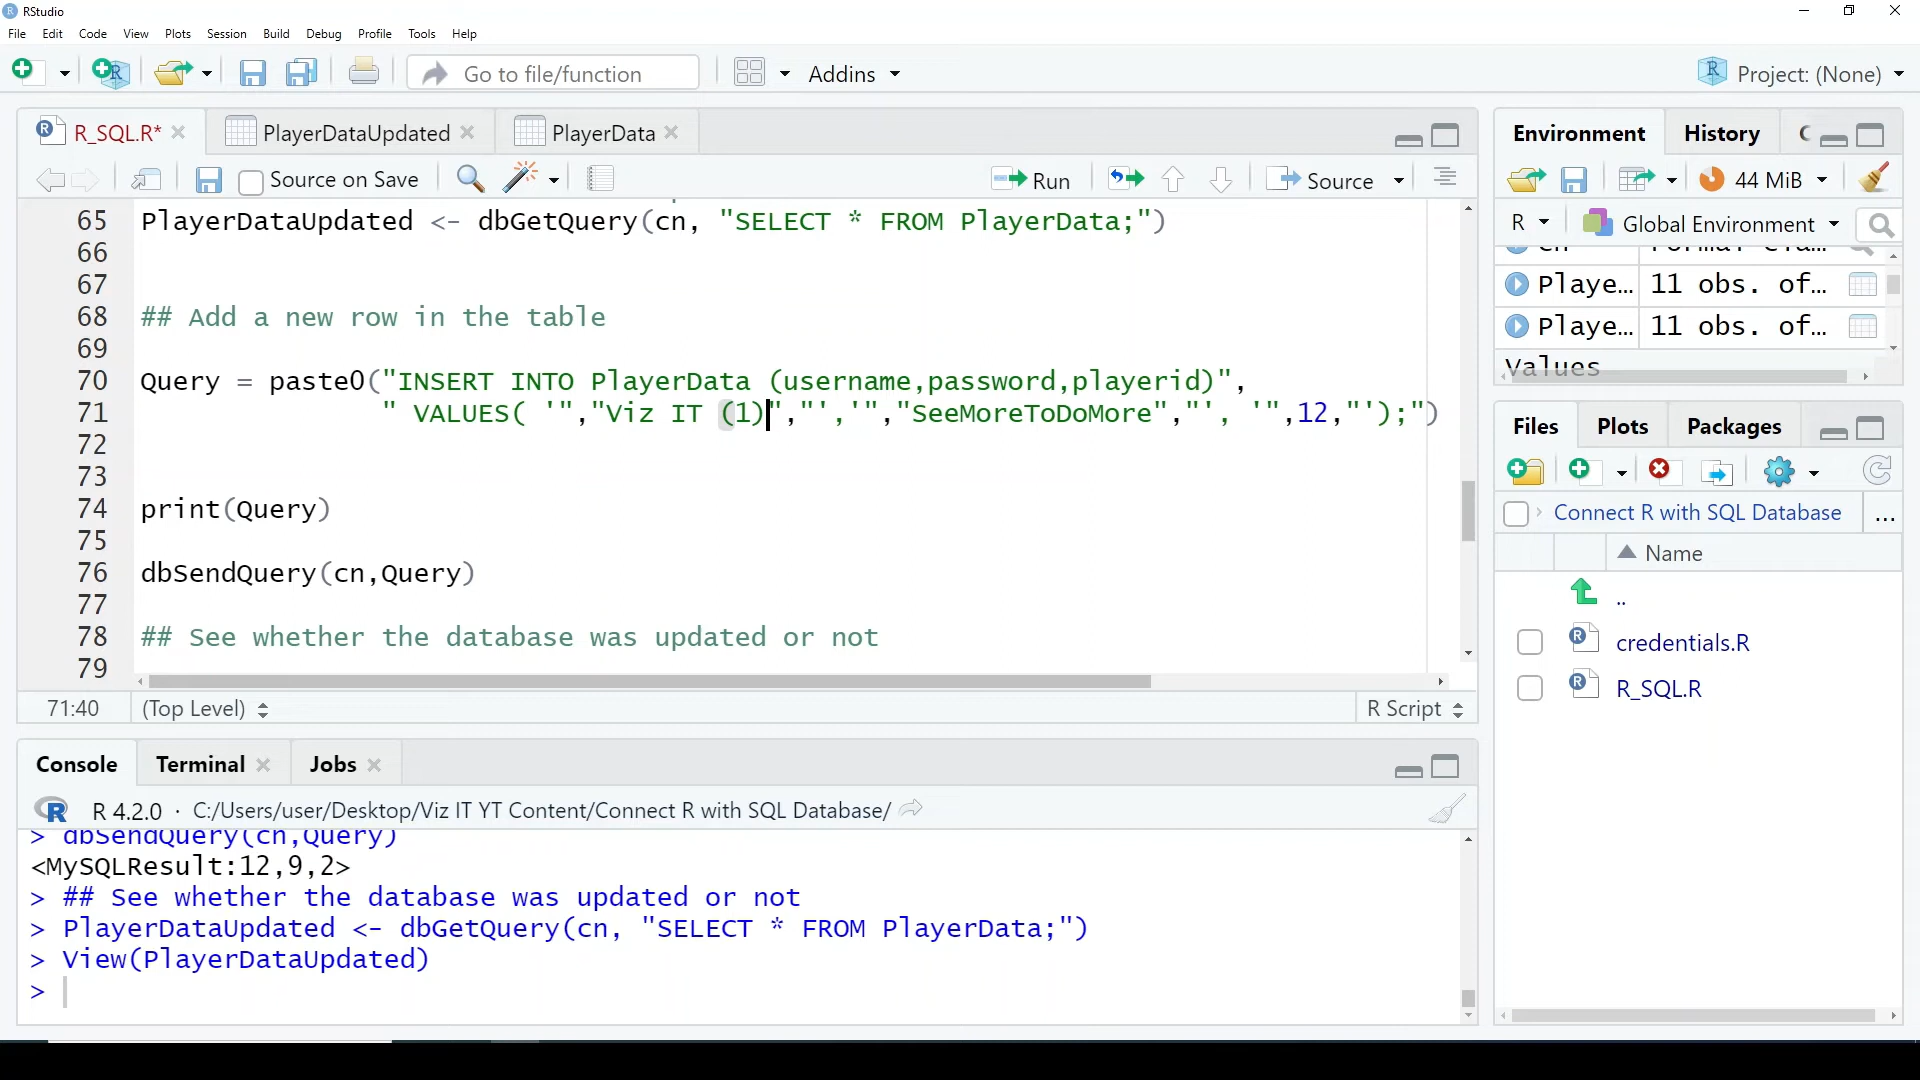 RStudio
File Edit Code View Plots Session Build Debug Profile Tools Help
Go to file/function Addins Project: (None)
R_SQL.R* PlayerDataUpdated PlayerData
Source on Save Run Source
65 PlayerDataUpdated <- dbGetQuery(cn, "SELECT * FROM PlayerData;")
66
67
68 ## Add a new row in the table
69
70 Query = paste0("INSERT INTO PlayerData (username,password,playerid)",
71 " VALUES( '","Viz IT (1)","','","SeeMoreToDoMore","', '",12,"');")
72
73
74 print(Query)
75
76 dbSendQuery(cn,Query)
77
78 ## See whether the database was updated or not
79
71:40 (Top Level) R Script
Console Terminal Jobs
R 4.2.0 · C:/Users/user/Desktop/Viz IT YT Content/Connect R with SQL Database/
> dbSendQuery(cn,Query)
<MySQLResult:12,9,2>
> ## See whether the database was updated or not
> PlayerDataUpdated <- dbGetQuery(cn, "SELECT * FROM PlayerData;")
> View(PlayerDataUpdated)
>
Environment History C
44 MiB
R Global Environment
Playe... 11 obs. of...
Playe... 11 obs. of...
Values
Files Plots Packages
Connect R with SQL Database ...
Name
..
credentials.R
R_SQL.R